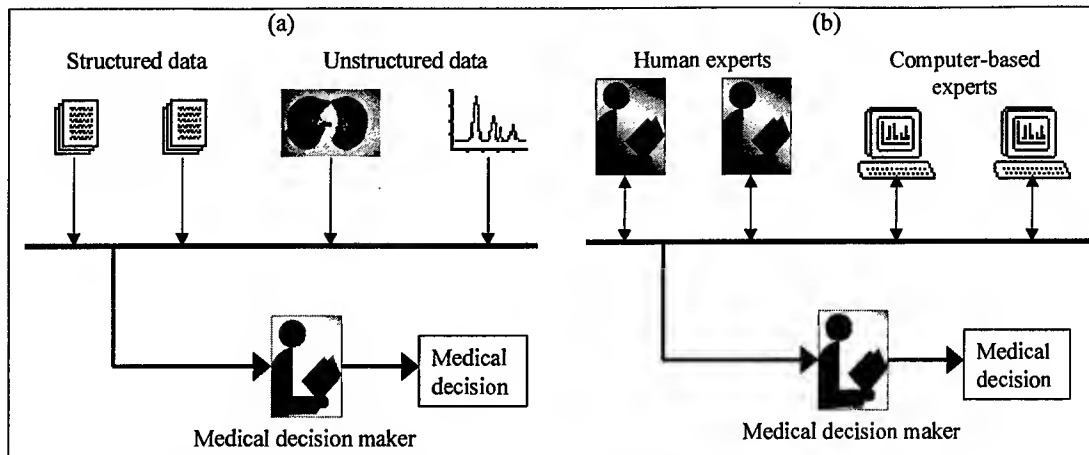 (a)
Structured data
Unstructured data
Medical
decision
Medical decision maker
(b)
Human experts
Computer-based
experts
Medical
decision
Medical decision maker